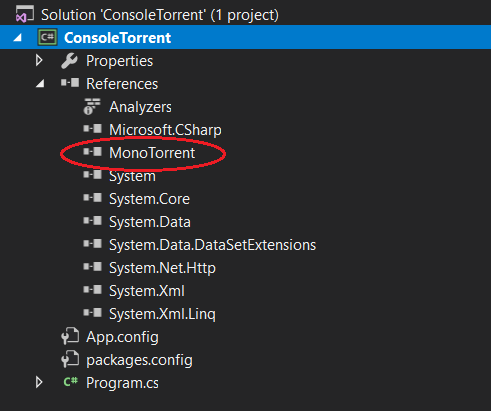 Solution 'ConsoleTorrent' (1 project)
C# ConsoleTorrent
Properties
References
Analyzers
Microsoft.CSharp
MonoTorrent
System
System.Core
System.Data
System.Data.DataSetExtensions
System.Net.Http
System.Xml
System.Xml.Linq
App.config
packages.config
C# Program.cs